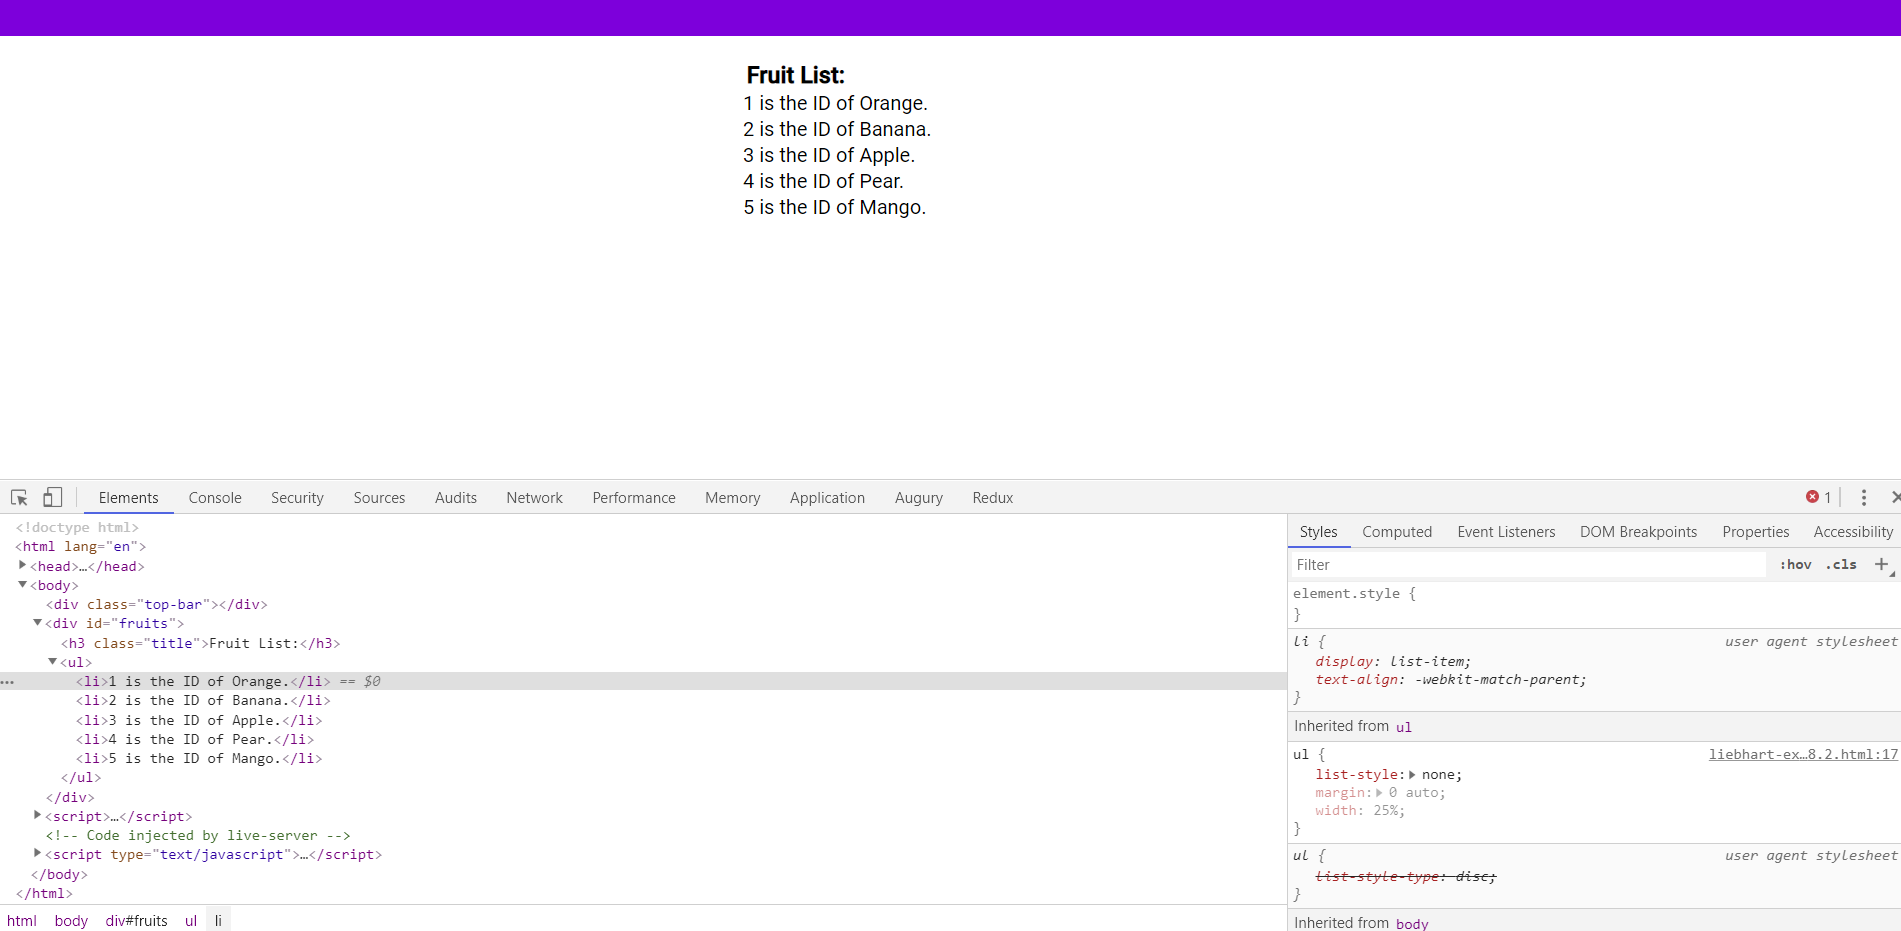 Fruit List:
1 is the ID of Orange.
2 is the ID of Banana.
3 is the ID of Apple.
4 is the ID of Pear.
5 is the ID of Mango.
Elements Console Security Sources Audits Network Performance Memory Application Augury Redux 1
<!doctype html>
<html lang="en">
<head>…</head>
<body>
<div class="top-bar"></div>
<div id="fruits">
<h3 class="title">Fruit List:</h3>
<ul>
<li>1 is the ID of Orange.</li> == $0
<li>2 is the ID of Banana.</li>
<li>3 is the ID of Apple.</li>
<li>4 is the ID of Pear.</li>
<li>5 is the ID of Mango.</li>
</ul>
</div>
<script>…</script>
<!-- Code injected by live-server -->
<script type="text/javascript">…</script>
</body>
</html>
html body div#fruits ul li
Styles Computed Event Listeners DOM Breakpoints Properties Accessibility
Filter :hov .cls +
element.style {
}
li { user agent stylesheet
display: list-item;
text-align: -webkit-match-parent;
}
Inherited from ul
ul { liebhart-ex…8.2.html:17
list-style: none;
margin: 0 auto;
width: 25%;
}
ul { user agent stylesheet
list-style-type: disc;
}
Inherited from body